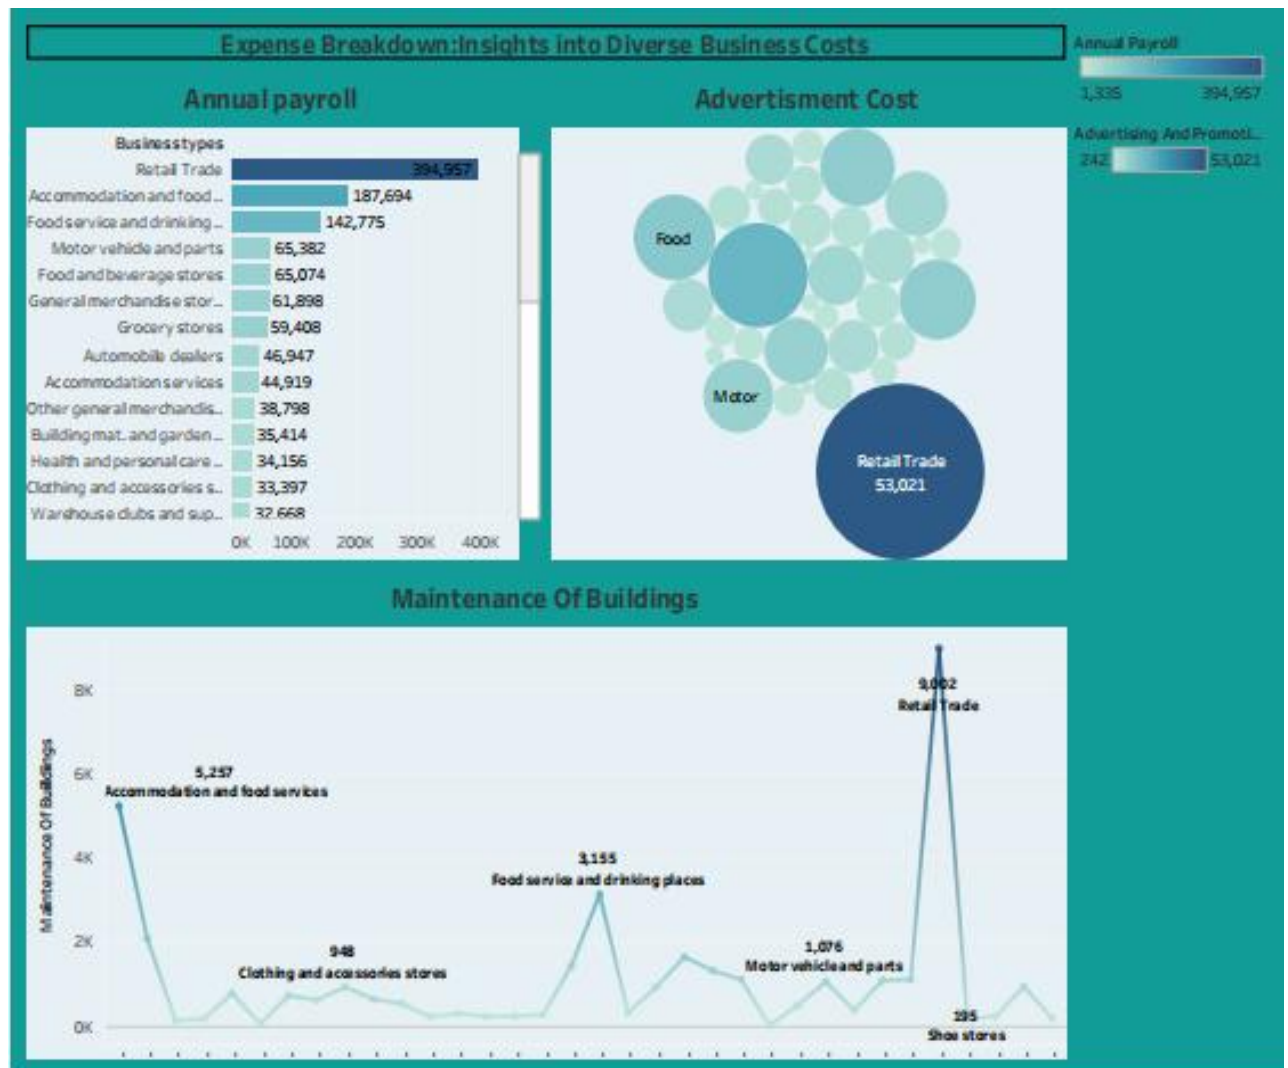 Expense Breakdown:Insights into Diverse Business Costs
Annual Payroll
1,335 394,957
Advertising And Promoti...
242 53,021
Annual payroll
Business types
Retail Trade 394,957
Accommodation and food... 187,694
Food service and drinking... 142,775
Motor vehicle and parts 65,382
Food and beverage stores 65,074
General merchandise stor... 61,898
Grocery stores 59,408
Automobile dealers 46,947
Accommodation services 44,919
Other general merchandis... 38,798
Building mat. and garden... 35,414
Health and personal care... 34,156
Clothing and accessories s... 33,397
Warehouse clubs and sup... 32,668
0K 100K 200K 300K 400K
Advertisment Cost
Food
Motor
Retail Trade
53,021
Maintenance Of Buildings
Maintenance Of Buildings
8K
6K
4K
2K
0K
5,257
Accommodation and food services
948
Clothing and accessories stores
3,155
Food service and drinking places
1,076
Motor vehicle and parts
9,002
Retail Trade
195
Shoe stores